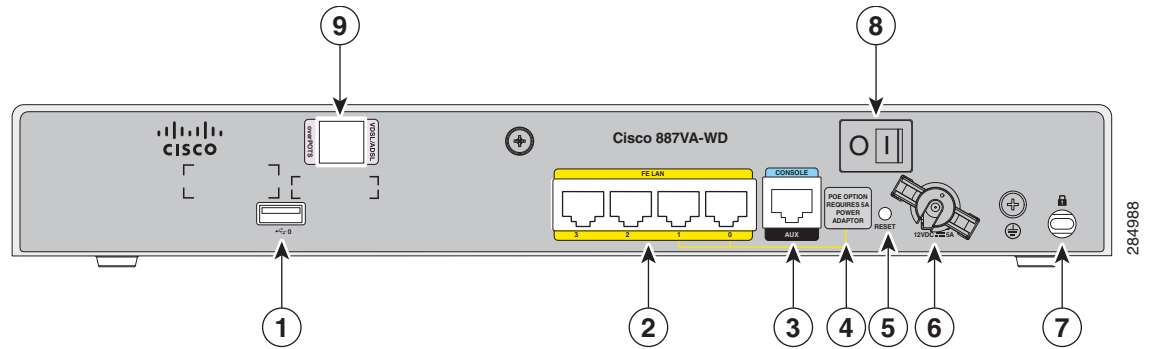 9
8
CISCO
overPOTS
VDSL/ADSL
Cisco 887VA-WD
O I
FE LAN
CONSOLE
3 2 1 0
AUX
POE OPTION
REQUIRES 5A
POWER
ADAPTOR
RESET
12VDC 5A
0
284988
1
2
3
4
5
6
7